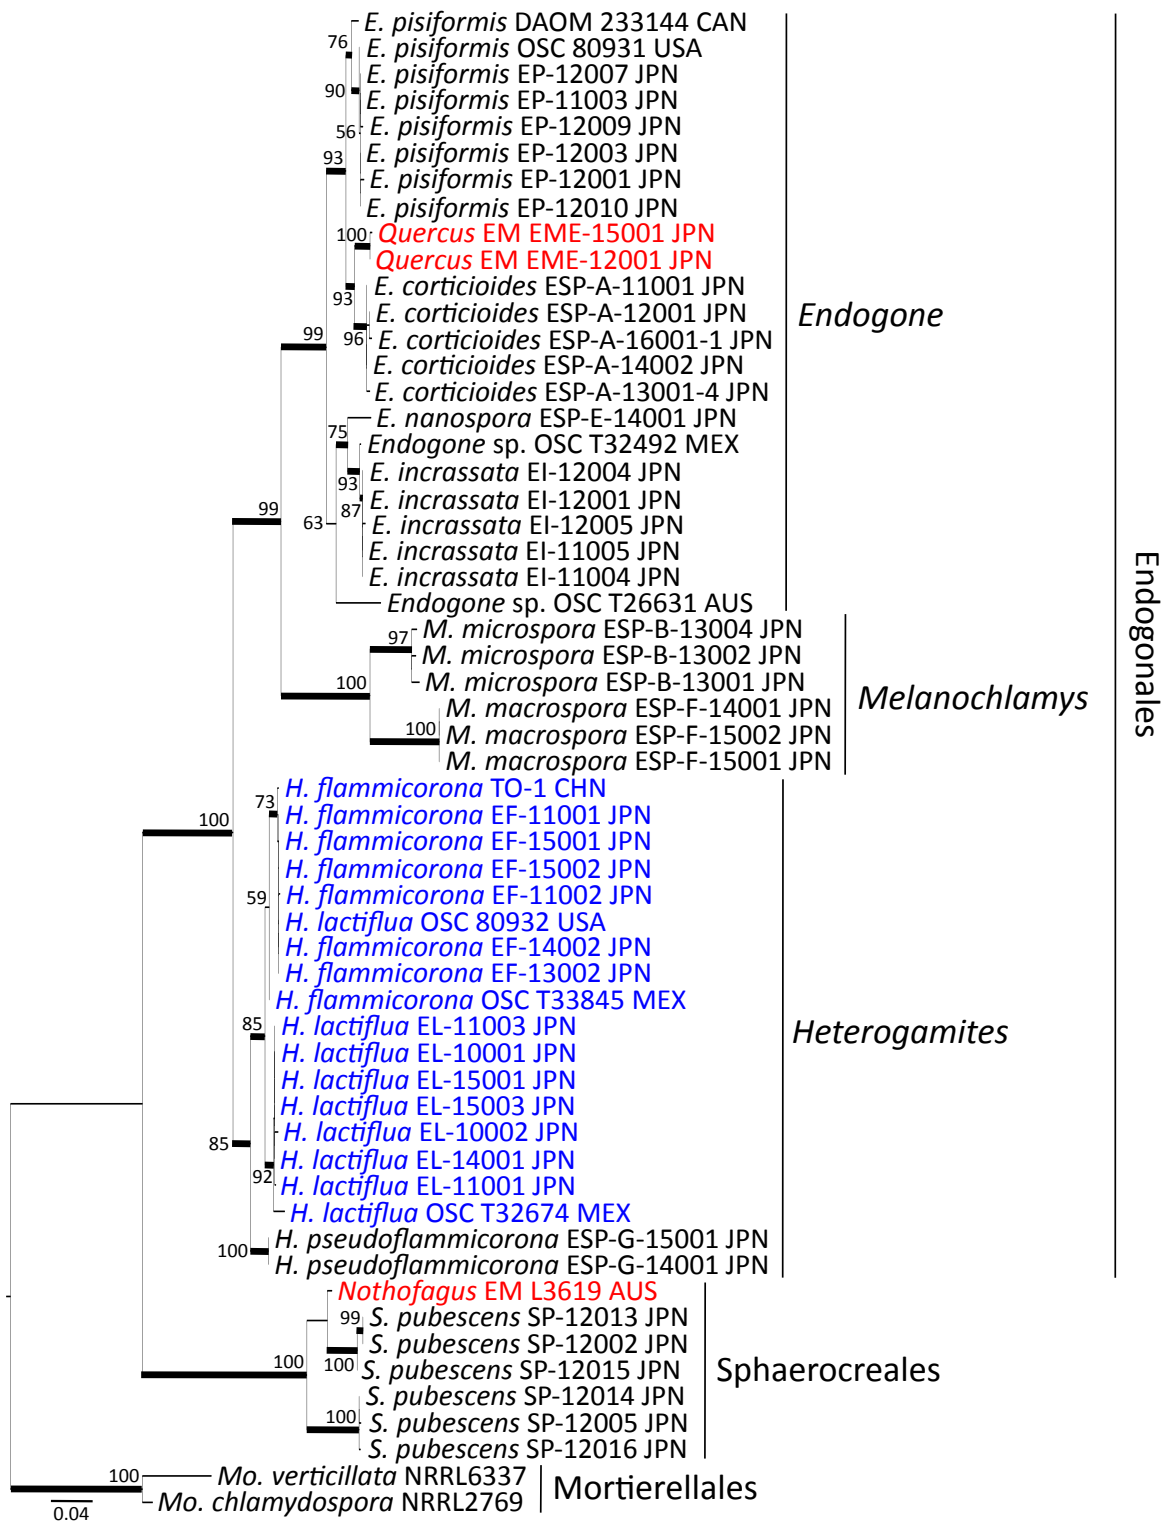 E. pisiformis DAOM 233144 CAN
76
E. pisiformis OSC 80931 USA
E. pisiformis EP-12007 JPN
90
E. pisiformis EP-11003 JPN
E. pisiformis EP-12009 JPN
56
E. pisiformis EP-12003 JPN
93
E. pisiformis EP-12001 JPN
E. pisiformis EP-12010 JPN
100
Quercus EM EME-15001 JPN
Quercus EM EME-12001 JPN
E. corticioides ESP-A-11001 JPN
93
E. corticioides ESP-A-12001 JPN
Endogone
99
96
E. corticioides ESP-A-16001-1 JPN
E. corticioides ESP-A-14002 JPN
E. corticioides ESP-A-13001-4 JPN
E. nanospora ESP-E-14001 JPN
75
Endogone sp. OSC T32492 MEX
E. incrassata EI-12004 JPN
93
E. incrassata EI-12001 JPN
99
87
63
E. incrassata EI-12005 JPN
E. incrassata EI-11005 JPN
E. incrassata EI-11004 JPN
Endogone sp. OSC T26631 AUS
M. microspora ESP-B-13004 JPN
97
M. microspora ESP-B-13002 JPN
Endogonales
100
M. microspora ESP-B-13001 JPN
Melanochlamys
M. macrospora ESP-F-14001 JPN
100
M. macrospora ESP-F-15002 JPN
M. macrospora ESP-F-15001 JPN
H. flammicorona TO-1 CHN
73
H. flammicorona EF-11001 JPN
100
H. flammicorona EF-15001 JPN
H. flammicorona EF-15002 JPN
H. flammicorona EF-11002 JPN
59
H. lactiflua OSC 80932 USA
H. flammicorona EF-14002 JPN
H. flammicorona EF-13002 JPN
H. flammicorona OSC T33845 MEX
85
H. lactiflua EL-11003 JPN
Heterogamites
H. lactiflua EL-10001 JPN
H. lactiflua EL-15001 JPN
H. lactiflua EL-15003 JPN
H. lactiflua EL-10002 JPN
85
H. lactiflua EL-14001 JPN
92
H. lactiflua EL-11001 JPN
H. lactiflua OSC T32674 MEX
H. pseudoflammicorona ESP-G-15001 JPN
100
H. pseudoflammicorona ESP-G-14001 JPN
Nothofagus EM L3619 AUS
99
S. pubescens SP-12013 JPN
S. pubescens SP-12002 JPN
100
100
S. pubescens SP-12015 JPN
Sphaerocreales
S. pubescens SP-12014 JPN
100
S. pubescens SP-12005 JPN
S. pubescens SP-12016 JPN
100
Mo. verticillata NRRL6337
Mortierellales
Mo. chlamydospora NRRL2769
0.04